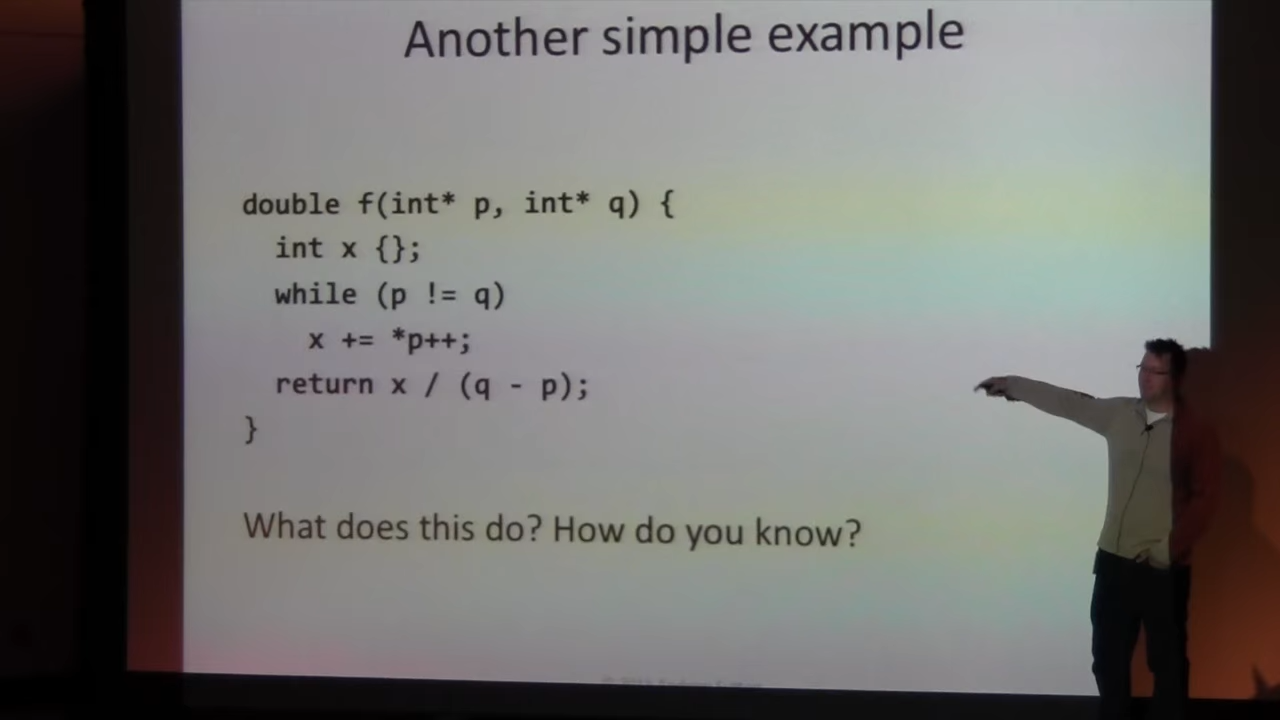 Another simple example
double f(int* p, int* q) {
int x {};
while (p != q)
x += *p++;
return x / (q - p);
}
What does this do? How do you know?